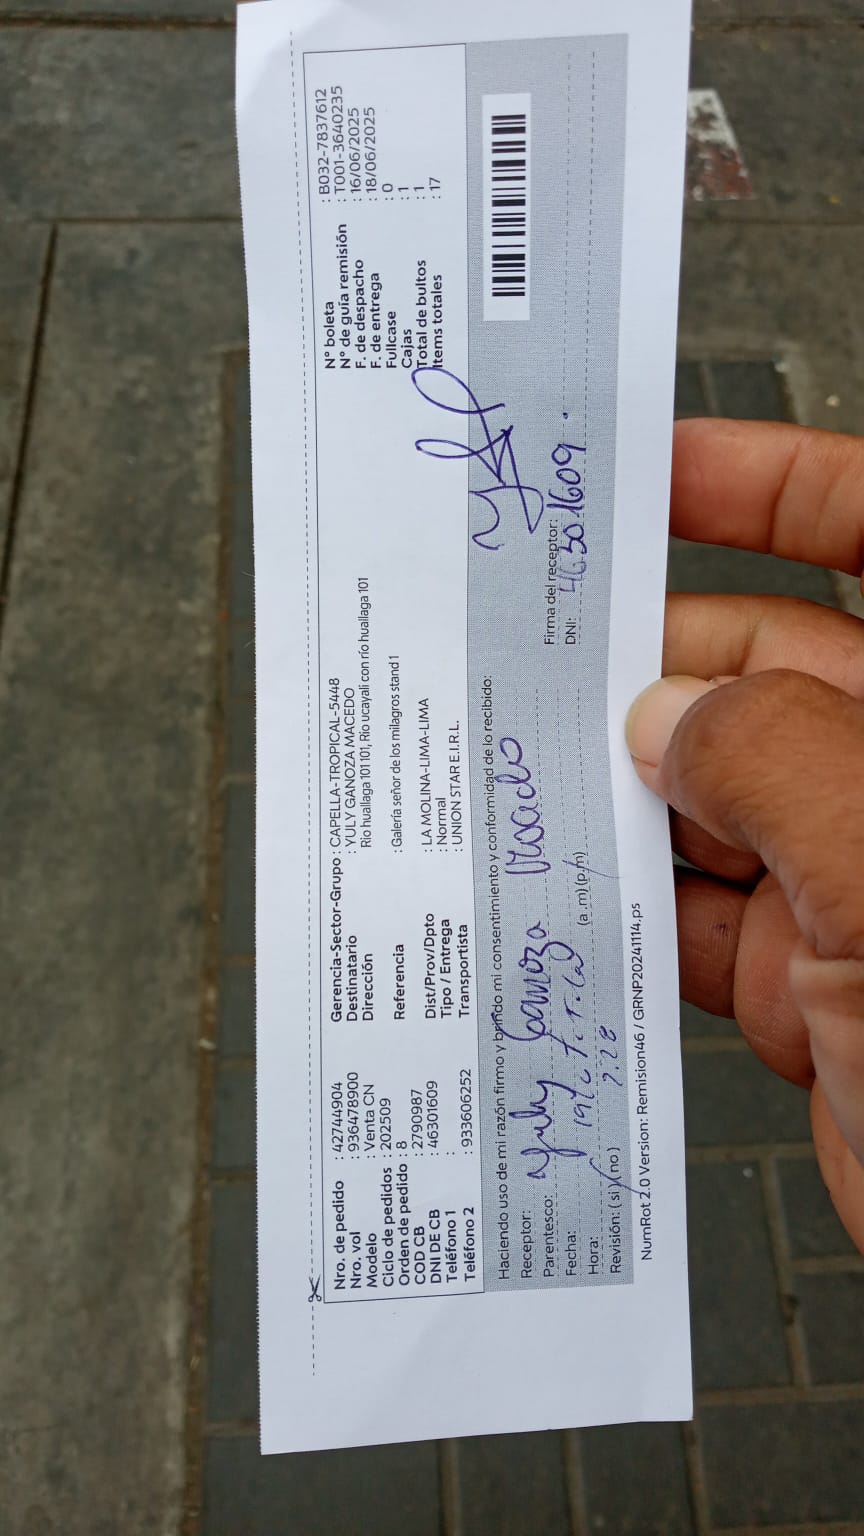 Nro. de pedido : 42744904
Nro. vol : 936478900
Modelo : Venta CN
Ciclo de pedidos : 202509
Orden de pedido : 8
COD CB : 2790987
DNI DE CB : 46301609
Teléfono 1 :
Teléfono 2 : 933606252
Gerencia-Sector-Grupo : CAPELLA-TROPICAL-5448
Destinatario : YULY GANOZA MACEDO
Dirección Rio huallaga 101 101, Rio ucayali con río huallaga 101
Referencia : Galería señor de los milagros stand 1
Dist/Prov/Dpto : LA MOLINA-LIMA-LIMA
Tipo / Entrega : Normal
Transportista : UNION STAR E.I.R.L.
N° boleta : B032-7837612
N° de guía remisión : T001-3640235
F. de despacho : 16/06/2025
F. de entrega : 18/06/2025
Fullcase : 0
Cajas : 1
Total de bultos : 1
Items totales : 17
Haciendo uso de mi razón firmo y brindo mi consentimiento y conformidad de lo recibido:
Receptor: Yuly Ganoza
Parentesco:
Fecha:
Hora: (a .m) (p.m)
Revisión: ( si ) (no )
Firma del receptor:
DNI: 46301609.
NumRot 2.0 Version: Remision46 / GRNP20241114.ps